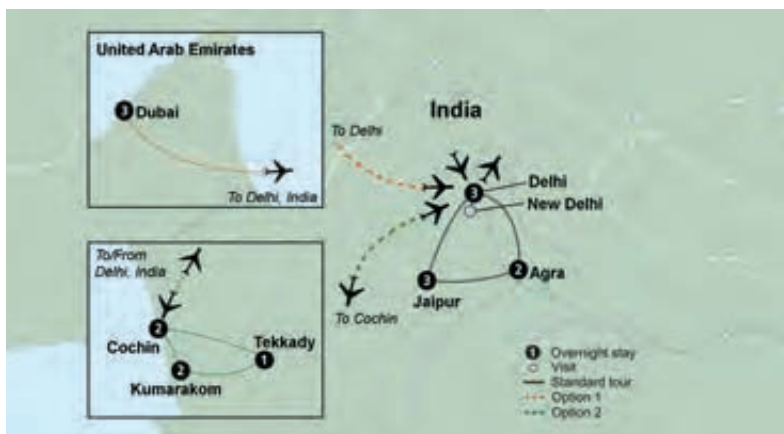 United Arab Emirates
3 Dubai
To Delhi, India
To Delhi
India
3 Delhi
New Delhi
2 Agra
3
Jaipur
To Cochin
To/From
Delhi, India
2
Cochin
Tekkady
1
2
Kumarakom
1 Overnight stay
Visit
Standard tour
Option 1
Option 2